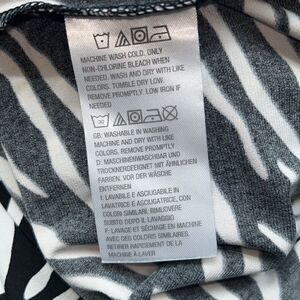 MACHINE WASH COLD. ONLY
NON-CHLORINE BLEACH WHEN
NEEDED. WASH AND DRY WITH LIKE
COLORS. TUMBLE DRY LOW.
REMOVE PROMPTLY. LOW IRON IF
NEEDED
30
GB: WASHABLE IN WASHING
MACHINE AND DRY WITH LIKE
COLORS. REMOVE PROMPTLY
D: MASCHINENWASCHBAR UND
TROCKNERGEEIGNET MIT ÄHNLICHEN
FARBEN. VOR DER WÄSCHE
ENTFERNEN
I: LAVABILE E ASCIUGABILE IN
LAVATRICE E ASCIUGATRICE, CON
COLORI SIMILARI RIMUOVERE
SUBITO DOPO IL LAVAGGIO
F: LAVAGE ET SÉCHAGE EN MACHINE
AVEC DES COLORIS SIMILAIRES.
RETIRER RAPIDEMENT DE LA
MACHINE À LAVER